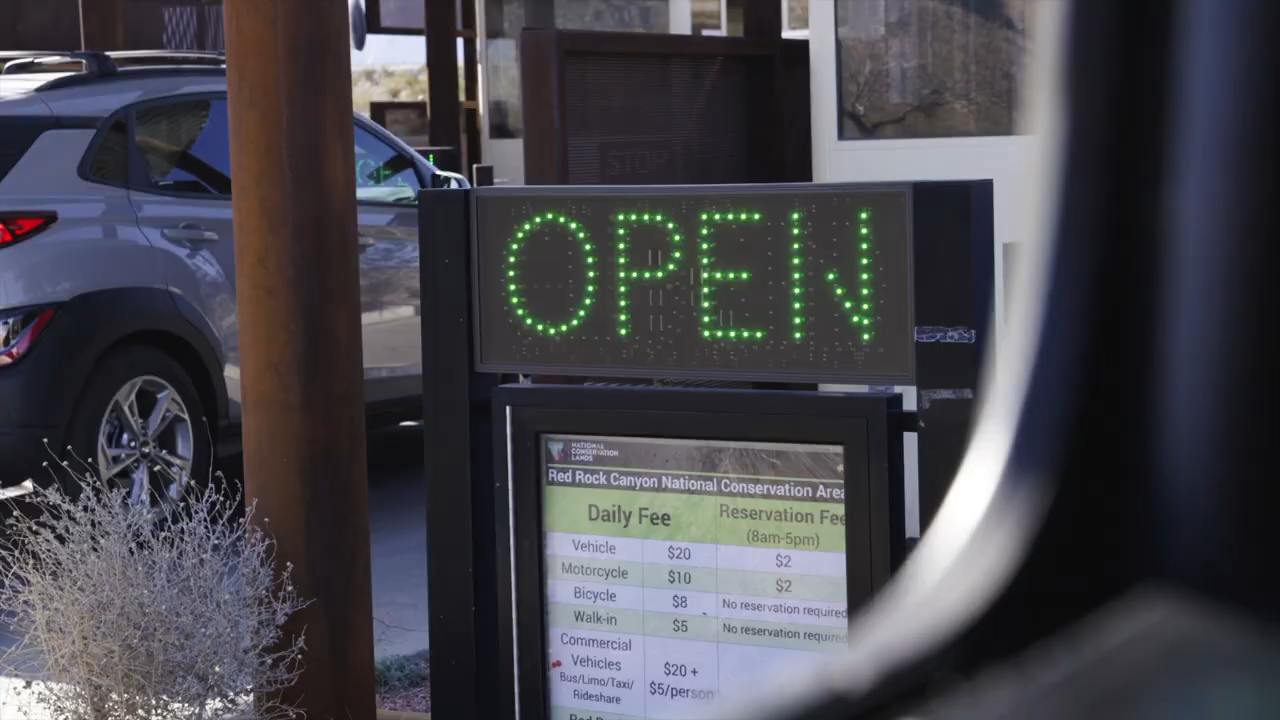 STOP
OPEN
NATIONAL
CONSERVATION
LANDS
Red Rock Canyon National Conservation Area
Daily Fee
Reservation Fee
(8am-5pm)
Vehicle $20 $2
Motorcycle $10 $2
Bicycle $8 No reservation required
Walk-in $5 No reservation required
Commercial
Vehicles
Bus/Limo/Taxi/
Rideshare
$20 +
$5/person
Red